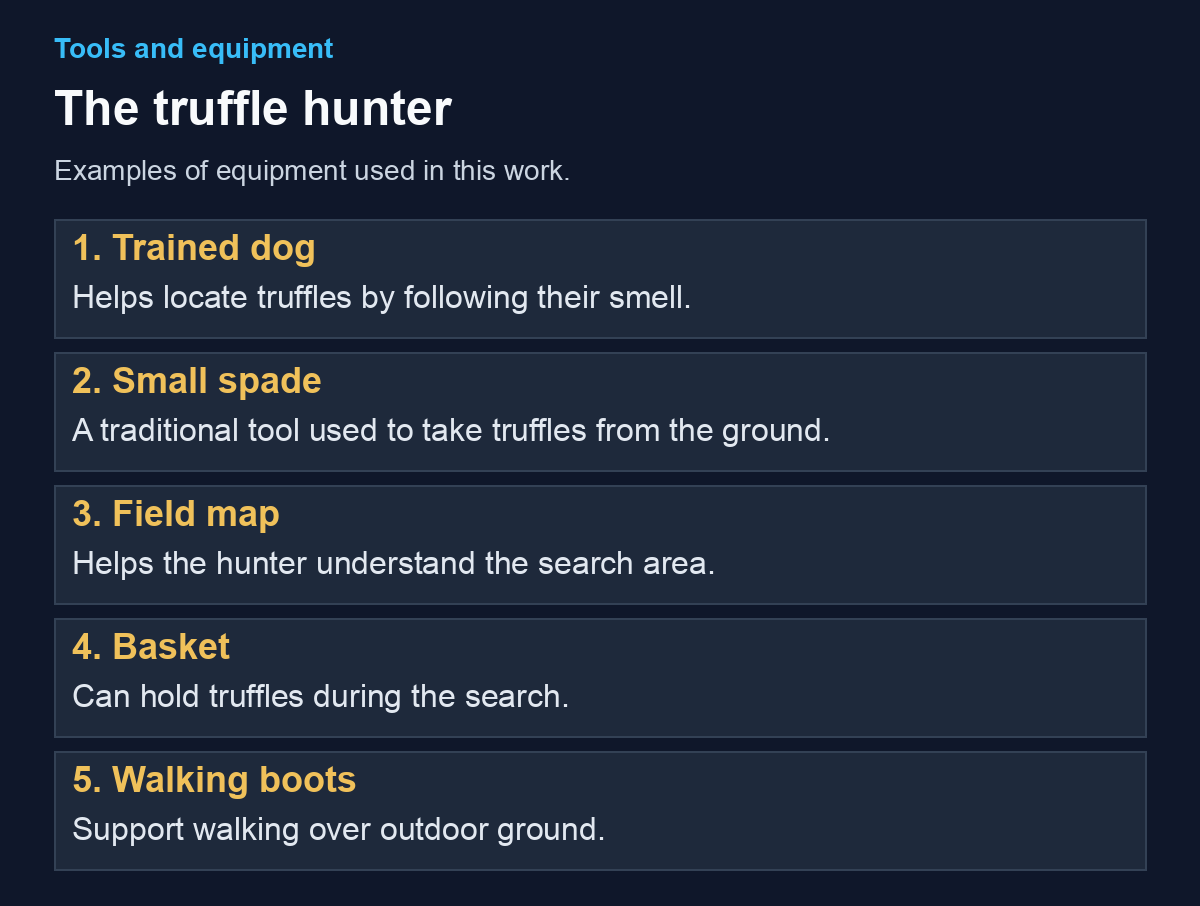 Tools and equipment
The truffle hunter
Examples of equipment used in this work.
1. Trained dog
Helps locate truffles by following their smell.
2. Small spade
A traditional tool used to take truffles from the ground.
3. Field map
Helps the hunter understand the search area.
4. Basket
Can hold truffles during the search.
5. Walking boots
Support walking over outdoor ground.